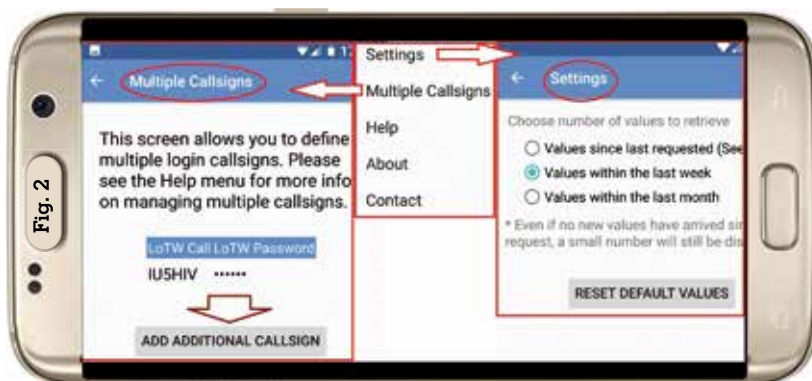 Fig. 2
Multiple Callsigns
This screen allows you to define
multiple login callsigns. Please
see the Help menu for more info
on managing multiple callsigns.
LoTW Call LoTW Password
IU5HIV ······
ADD ADDITIONAL CALLSIGN
Settings
Multiple Callsigns
Help
About
Contact
Settings
Choose number of values to retrieve
Values since last requested (See
Values within the last week
Values within the last month
* Even if no new values have arrived
request, a small number will still be
RESET DEFAULT VALUES